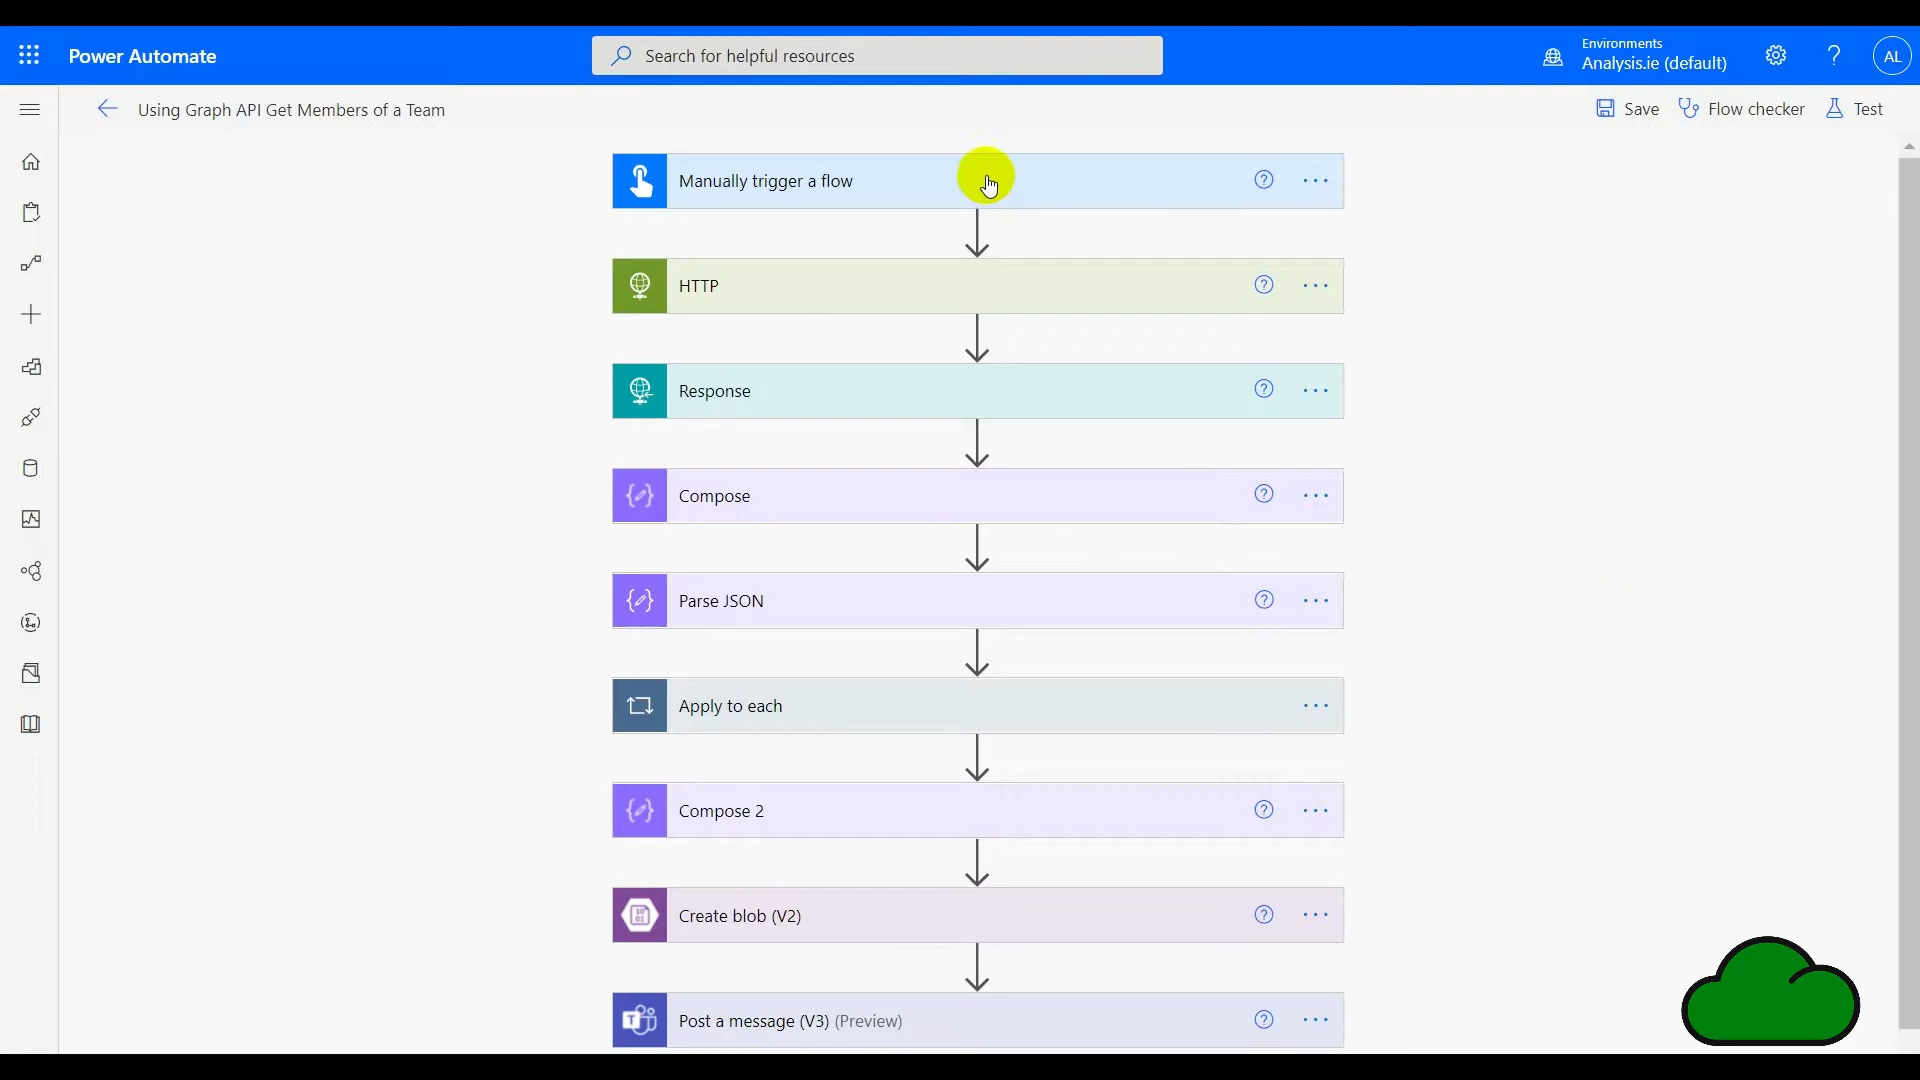 Power Automate
Search for helpful resources
Environments
Analysis.ie (default)
AL
Using Graph API Get Members of a Team
Save
Flow checker
Test
Manually trigger a flow
HTTP
Response
Compose
Parse JSON
Apply to each
Compose 2
Create blob (V2)
Post a message (V3) (Preview)